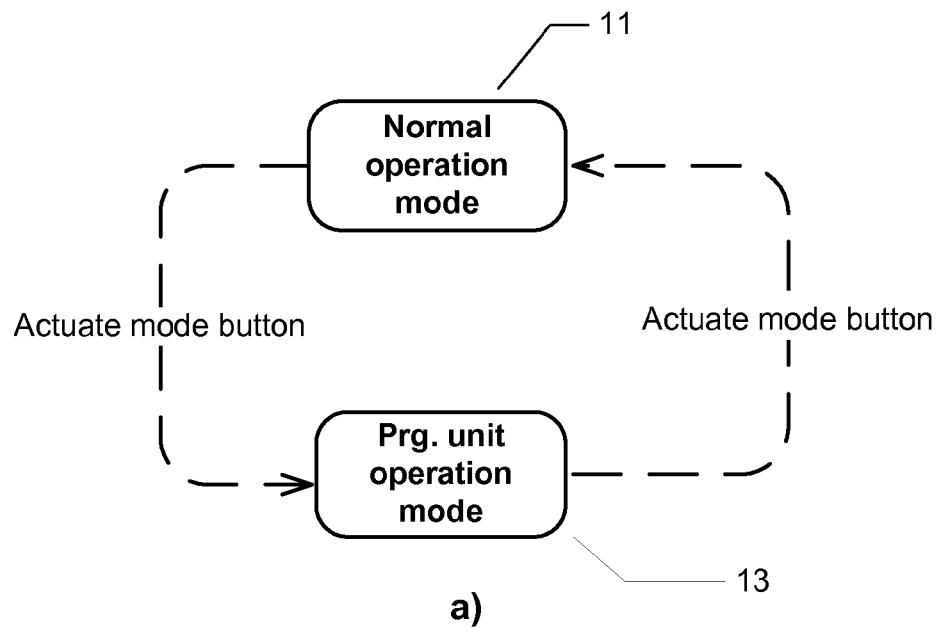 11
Normal
operation
mode
Actuate mode button
Actuate mode button
Prg. unit
operation
mode
13
a)